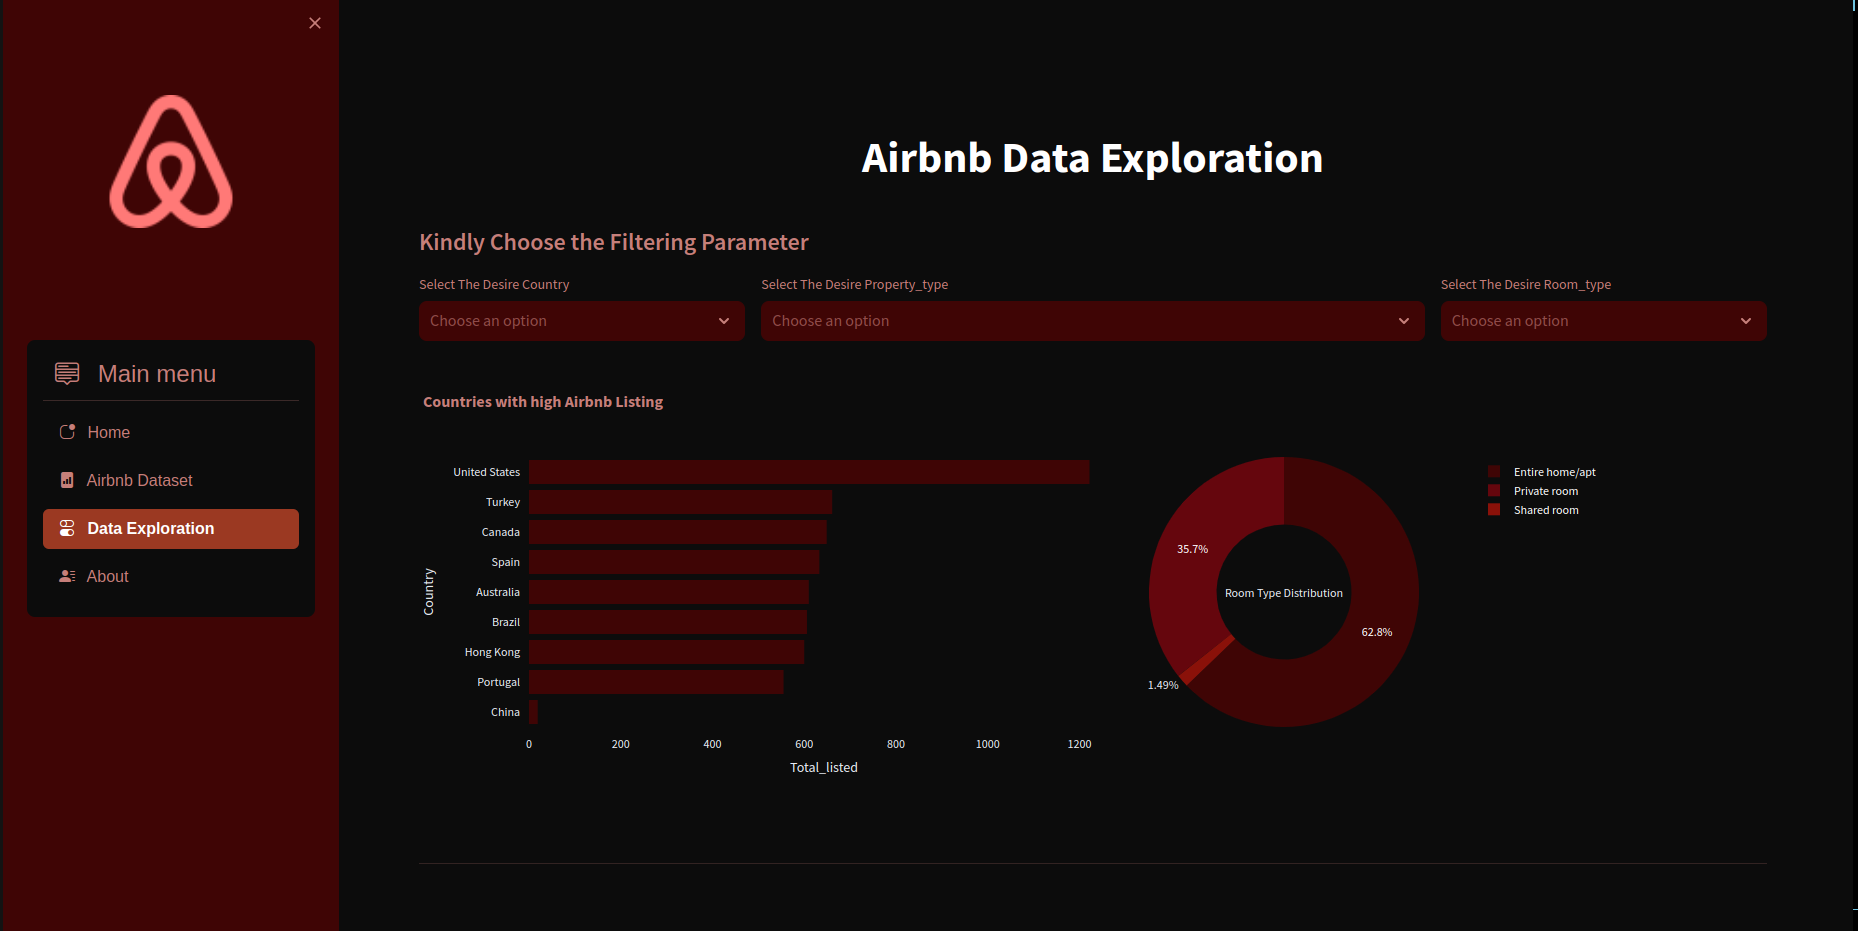 Airbnb Data Exploration
Kindly Choose the Filtering Parameter
Select The Desire Country
Select The Desire Property_type
Select The Desire Room_type
Choose an option
Choose an option
Choose an option
Main menu
Home
Airbnb Dataset
Data Exploration
About
Countries with high Airbnb Listing
Country
United States
Turkey
Canada
Spain
Australia
Brazil
Hong Kong
Portugal
China
0 200 400 600 800 1000 1200
Total_listed
35.7%
Room Type Distribution
62.8%
1.49%
Entire home/apt
Private room
Shared room